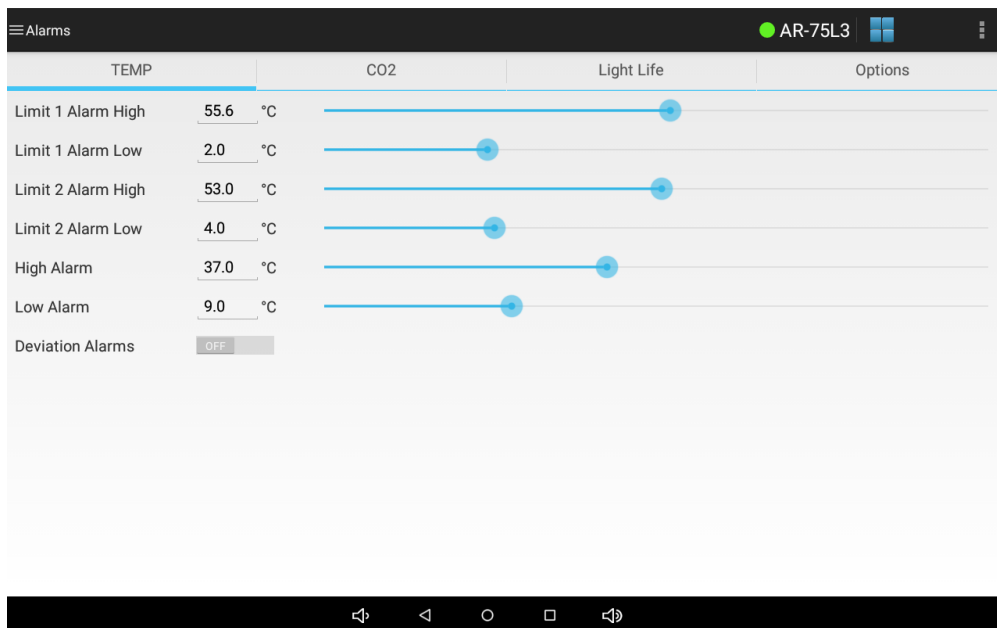 Alarms AR-75L3
TEMP CO2 Light Life Options
Limit 1 Alarm High 55.6 °C
Limit 1 Alarm Low 2.0 °C
Limit 2 Alarm High 53.0 °C
Limit 2 Alarm Low 4.0 °C
High Alarm 37.0 °C
Low Alarm 9.0 °C
Deviation Alarms OFF